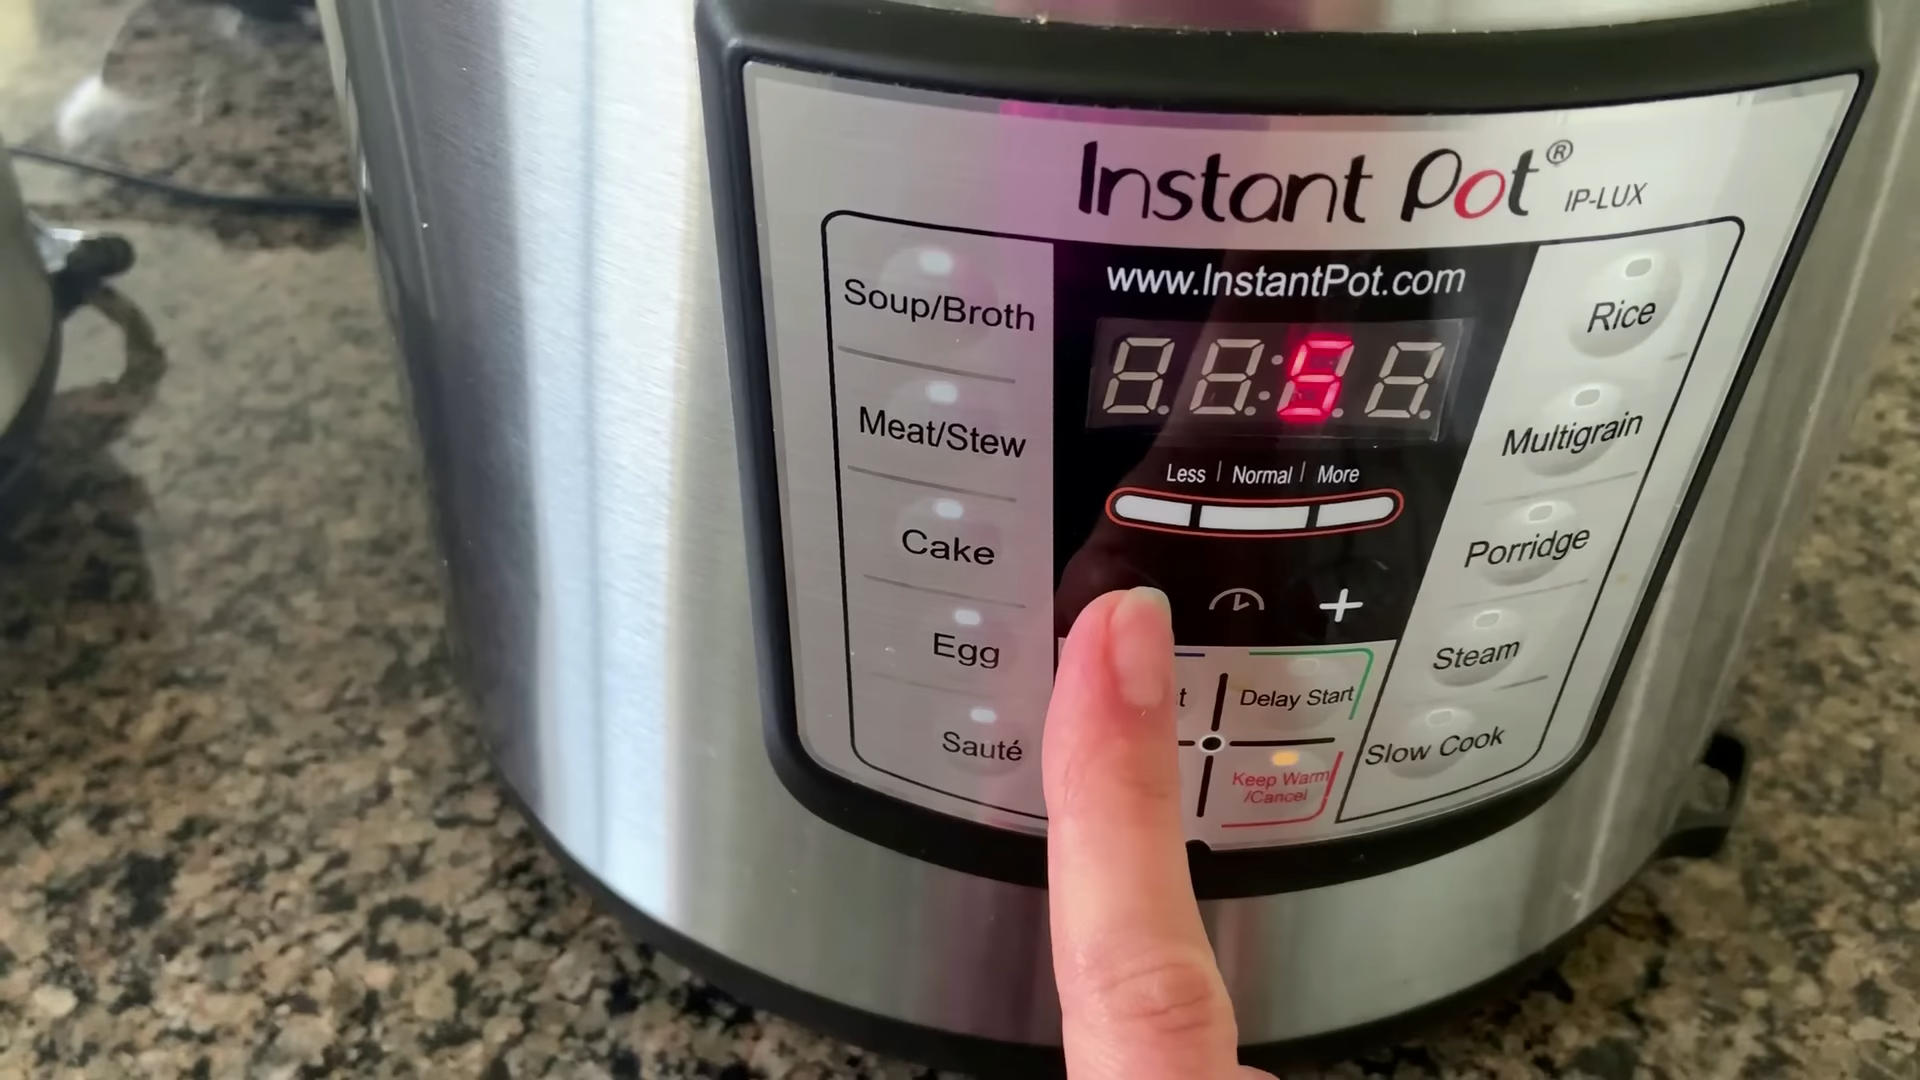 Instant Pot®
IP-LUX
www.InstantPot.com
5
Less | Normal | More
+
Soup/Broth
Meat/Stew
Cake
Egg
Sauté
Delay Start
Keep Warm
/Cancel
Rice
Multigrain
Porridge
Steam
Slow Cook